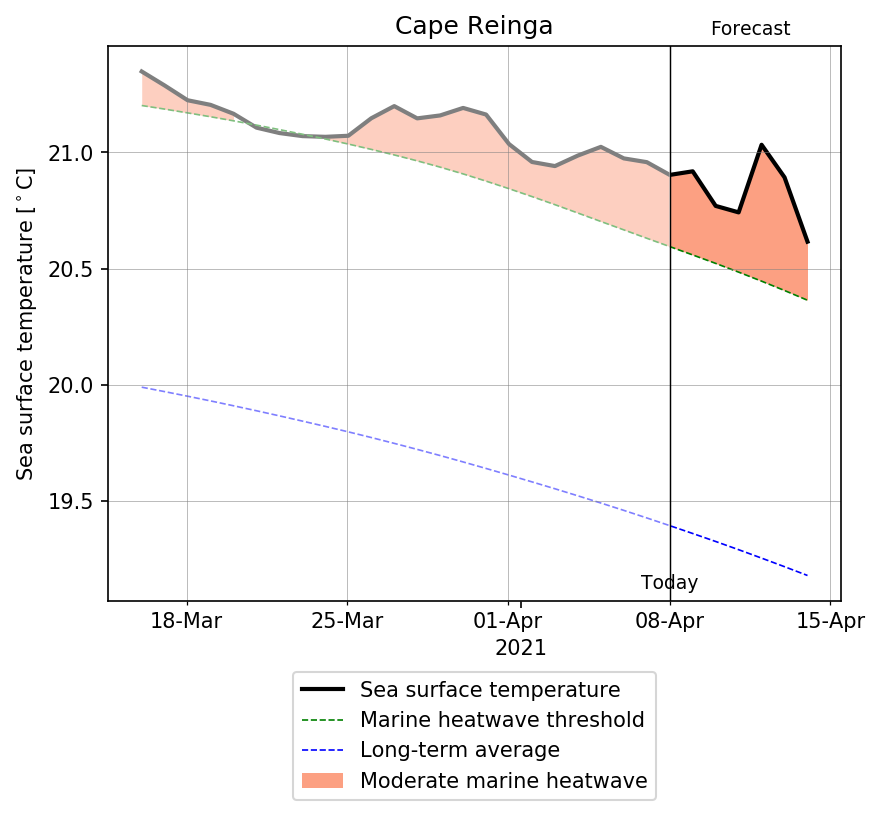 Cape Reinga
Forecast
Sea surface temperature [°C]
21.0
20.5
20.0
19.5
Today
18-Mar 25-Mar 01-Apr 08-Apr 15-Apr
2021
Sea surface temperature
Marine heatwave threshold
Long-term average
Moderate marine heatwave